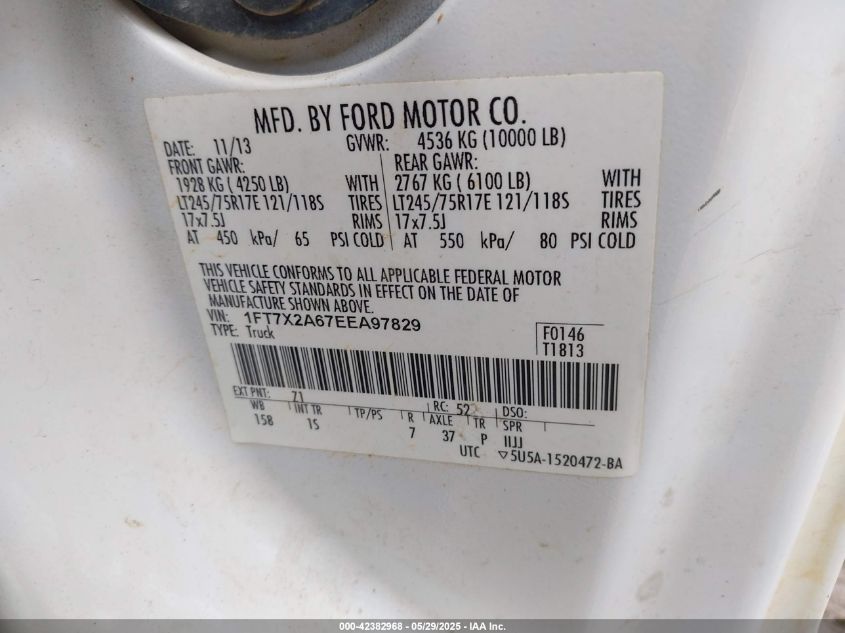 MFD. BY FORD MOTOR CO.
DATE: 11/13 GVWR: 4536 KG (10000 LB)
FRONT GAWR: REAR GAWR:
1928 KG ( 4250 LB) WITH 2767 KG ( 6100 LB) WITH
LT245/75R17E 121/118S TIRES LT245/75R17E 121/118S TIRES
17x7.5J RIMS 17x7.5J RIMS
AT 450 kPa/ 65 PSI COLD AT 550 kPa/ 80 PSI COLD
THIS VEHICLE CONFORMS TO ALL APPLICABLE FEDERAL MOTOR
VEHICLE SAFETY STANDARDS IN EFFECT ON THE DATE OF
MANUFACTURE SHOWN ABOVE.
VIN: 1FT7X2A67EEA97829
TYPE: Truck
F0146
T1813
EXT PNT: Z1 RC: 52 DSO:
WB INT TR TP/PS R AXLE TR SPR
158 1S 7 37 P IIJJ
UTC ▽5U5A-1520472-BA
000-42382968 - 05/29/2025 - IAA Inc.